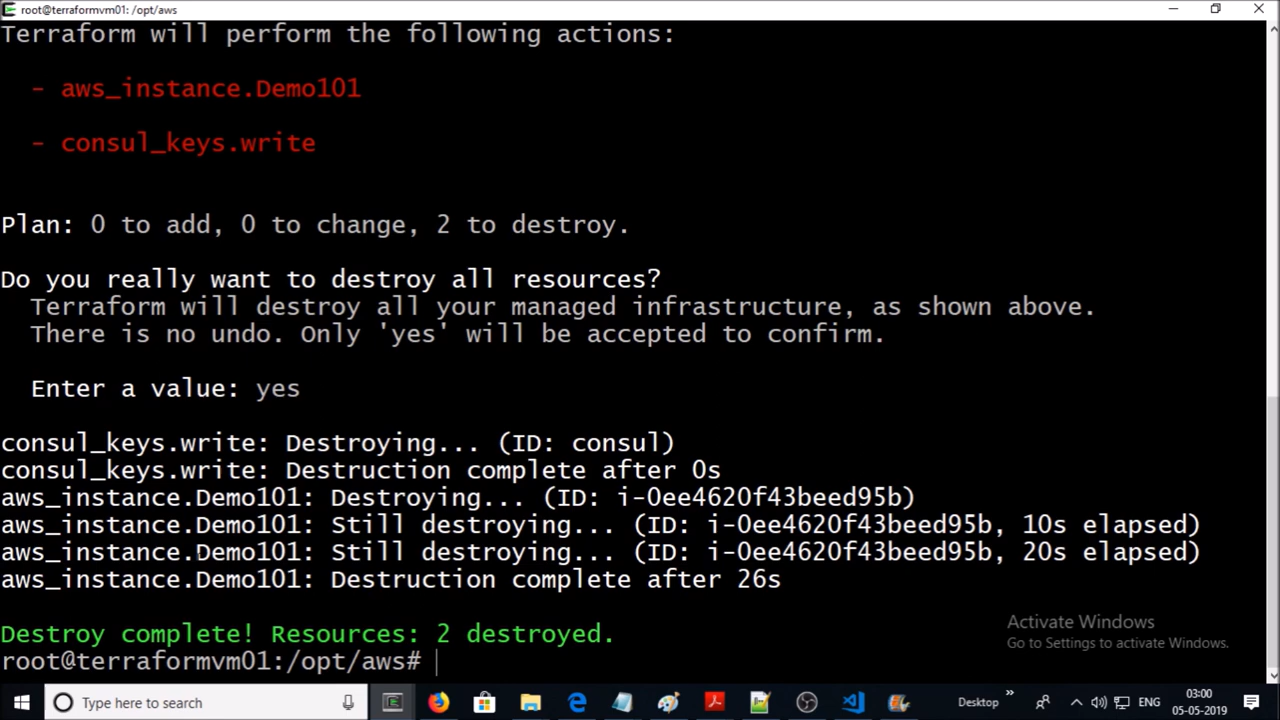 root@terraformvm01: /opt/aws
Terraform will perform the following actions:
- aws_instance.Demo101
- consul_keys.write
Plan: 0 to add, 0 to change, 2 to destroy.
Do you really want to destroy all resources?
Terraform will destroy all your managed infrastructure, as shown above.
There is no undo. Only 'yes' will be accepted to confirm.
Enter a value: yes
consul_keys.write: Destroying... (ID: consul)
consul_keys.write: Destruction complete after 0s
aws_instance.Demo101: Destroying... (ID: i-0ee4620f43beed95b)
aws_instance.Demo101: Still destroying... (ID: i-0ee4620f43beed95b, 10s elapsed)
aws_instance.Demo101: Still destroying... (ID: i-0ee4620f43beed95b, 20s elapsed)
aws_instance.Demo101: Destruction complete after 26s
Destroy complete! Resources: 2 destroyed.
root@terraformvm01:/opt/aws#
Activate Windows
Go to Settings to activate Windows.
Type here to search
Desktop
ENG
03:00
05-05-2019